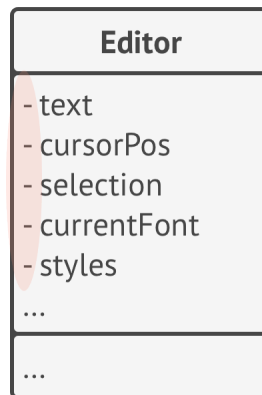 Editor
- text
- cursorPos
- selection
- currentFont
- styles
...
...